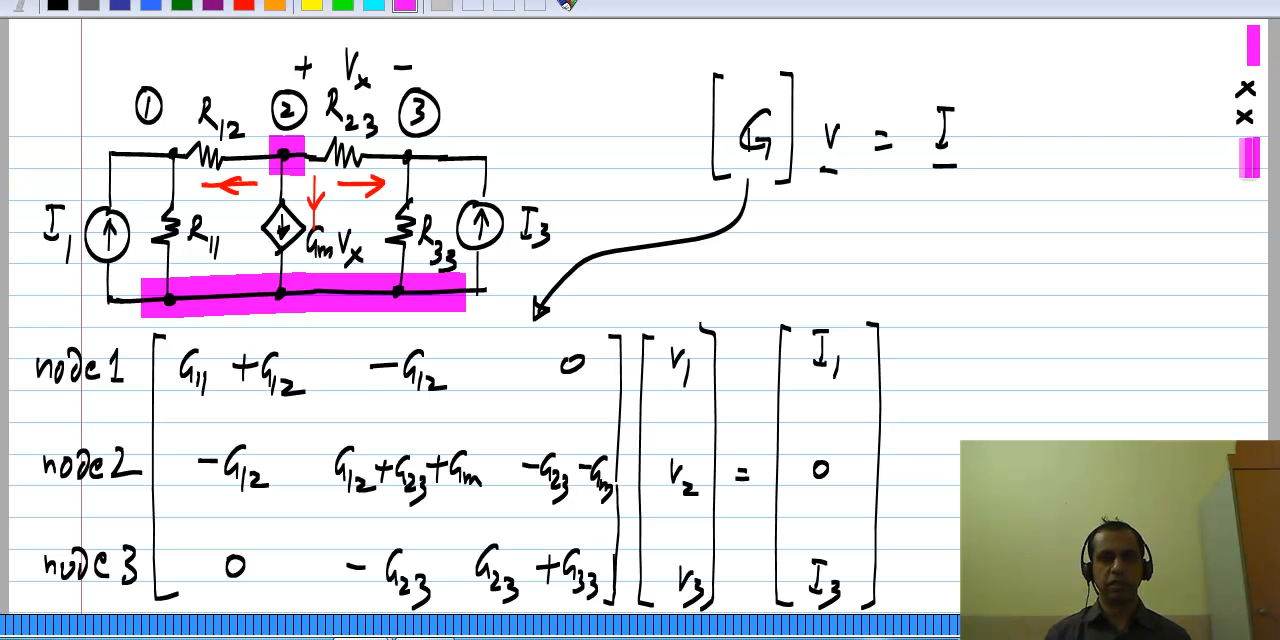 + Vx −
① R12 ② R23 ③
I1 R11 GmVx R33 I3
[G] v = I
node 1 G11 + G12 −G12 0 v1 I1
node 2 −G12 G12 + G23 + Gm −G23 − Gm v2 = 0
node 3 0 −G23 G23 + G33 v3 I3